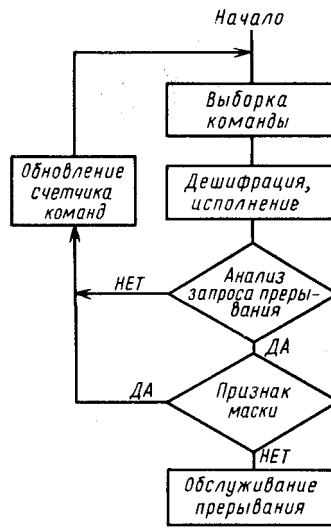 Начало
Выборка
команды
Обновление
счетчика
команд
Дешифрация,
исполнение
Анализ
запроса преры-
вания
НЕТ
ДА
Признак
маски
ДА
НЕТ
Обслуживание
прерывания